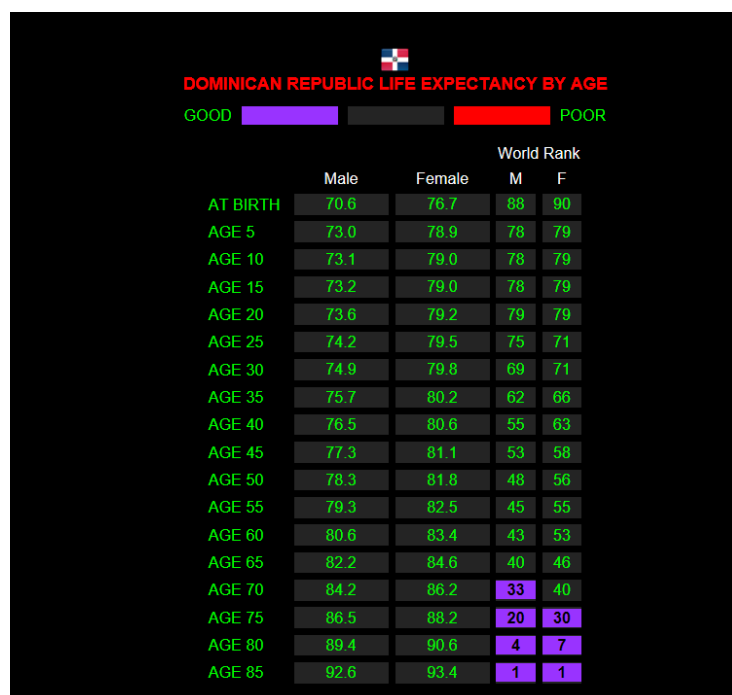 DOMINICAN REPUBLIC LIFE EXPECTANCY BY AGE
GOOD POOR
World Rank
Male Female M F
AT BIRTH 70.6 76.7 88 90
AGE 5 73.0 78.9 78 79
AGE 10 73.1 79.0 78 79
AGE 15 73.2 79.0 78 79
AGE 20 73.6 79.2 79 79
AGE 25 74.2 79.5 75 71
AGE 30 74.9 79.8 69 71
AGE 35 75.7 80.2 62 66
AGE 40 76.5 80.6 55 63
AGE 45 77.3 81.1 53 58
AGE 50 78.3 81.8 48 56
AGE 55 79.3 82.5 45 55
AGE 60 80.6 83.4 43 53
AGE 65 82.2 84.6 40 46
AGE 70 84.2 86.2 33 40
AGE 75 86.5 88.2 20 30
AGE 80 89.4 90.6 4 7
AGE 85 92.6 93.4 1 1